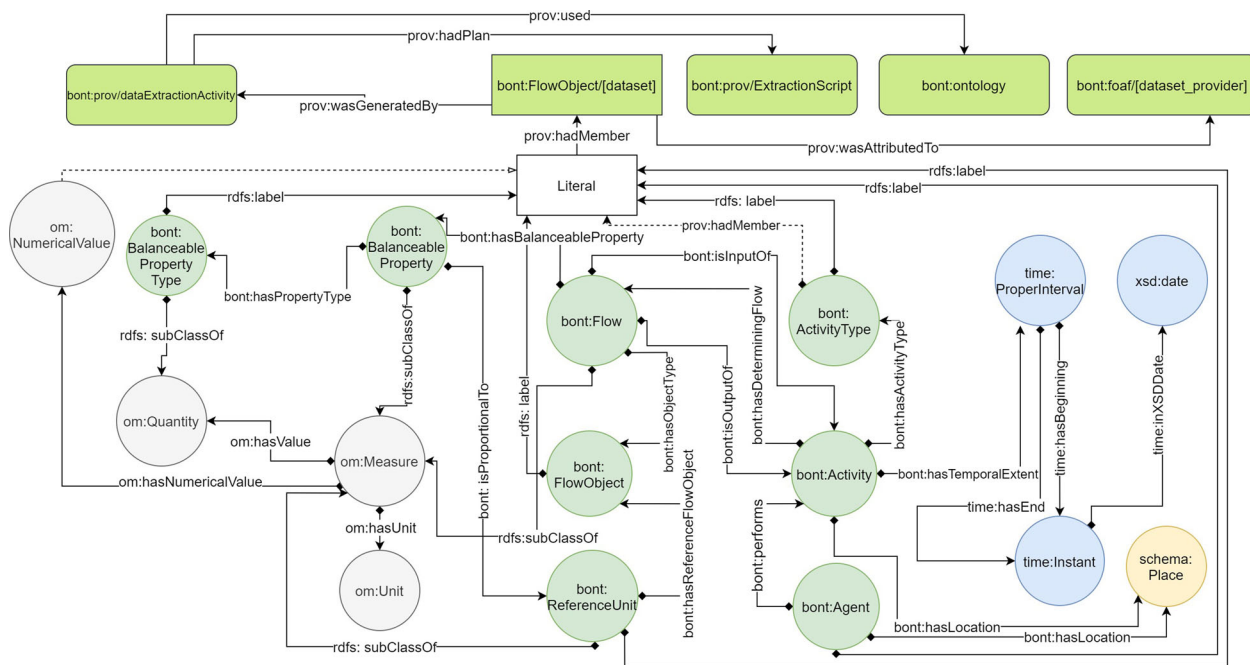 prov:used
prov:hadPlan
bont:prov/dataExtractionActivity
bont:FlowObject/[dataset]
bont:prov/ExtractionScript
bont:ontology
bont:foaf/[dataset_provider]
prov:wasGeneratedBy
prov:hadMember
prov:wasAttributedTo
rdfs:label
Literal
rdfs:label
rdfs:label
rdfs: label
om:
NumericalValue
bont:
Balanceable
Property
Type
bont:
Balanceable
Property
bont:hasBalanceableProperty
prov:hadMember
bont:isInputOf
time:
ProperInterval
xsd:date
bont:hasPropertyType
bont:Flow
bont:
ActivityType
rdfs: subClassOf
rdfs:subClassOf
bont: isProportionalTo
rdfs: label
bont:hasObjectType
bont:isOutputOf
bont:hasDeterminingFlow
bont:hasActivityType
time:hasBeginning
time:inXSDDate
om:Quantity
om:hasValue
om:Measure
bont:
FlowObject
bont:Activity
bont:hasTemporalExtent
om:hasNumericalValue
om:hasUnit
rdfs:subClassOf
bont:hasReferenceFlowObject
bont:performs
time:hasEnd
time:Instant
schema:
Place
om:Unit
bont:
ReferenceUnit
bont:Agent
bont:hasLocation
bont:hasLocation
rdfs: subClassOf